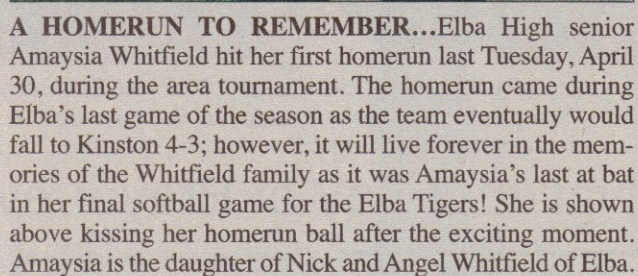 A HOMERUN TO REMEMBER...Elba High senior
Amaysia Whitfield hit her first homerun last Tuesday, April
30, during the area tournament. The homerun came during
Elba's last game of the season as the team eventually would
fall to Kinston 4-3; however, it will live forever in the mem-
ories of the Whitfield family as it was Amaysia's last at bat
in her final softball game for the Elba Tigers! She is shown
above kissing her homerun ball after the exciting moment.
Amaysia is the daughter of Nick and Angel Whitfield of Elba.